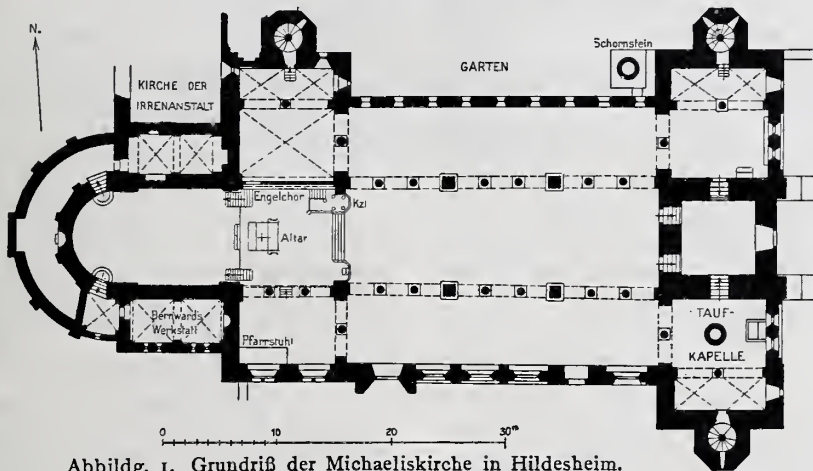 N.
KIRCHE DER
IRRENANSTALT
GARTEN
Schornstein
Engelchor
Kzl
Altar
Bernwards
Werkstatt
Pfarrstuhl
TAUF-
KAPELLE
0 10 20 30m
Abbildg. 1. Grundriß der Michaeliskirche in Hildesheim.